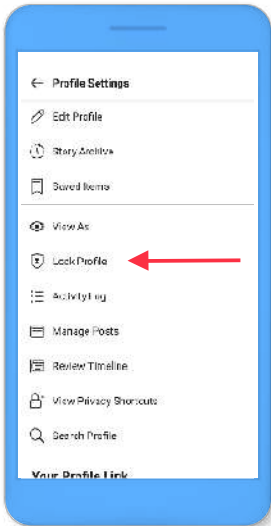 Profile Settings
Edit Profile
Story Archive
Saved Items
View As
Lock Profile
Activity Log
Manage Posts
Review Timeline
View Privacy Shortcuts
Search Profile
Your Profile Link